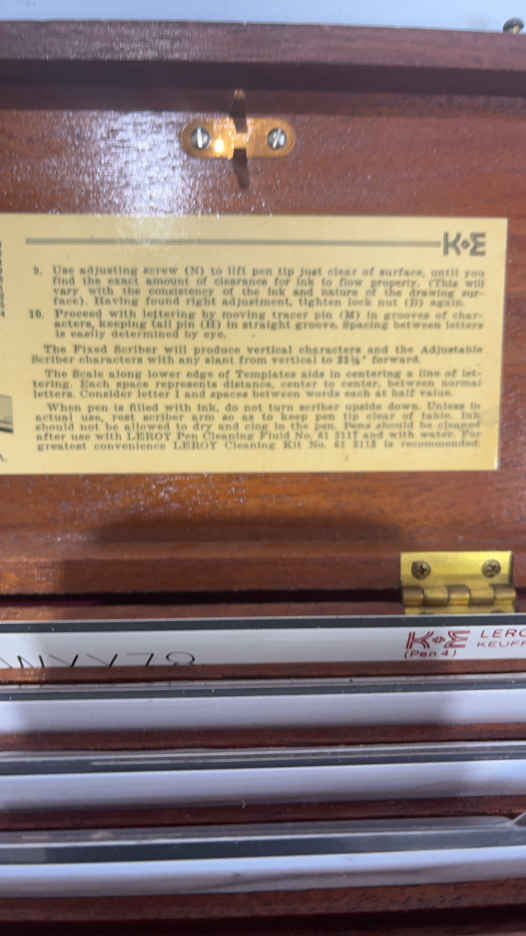 K+E
9. Use adjusting screw (N) to lift pen tip just clear of surface, until you
find the exact amount of clearance for ink to flow properly. (This will
vary with the consistency of the ink and nature of the drawing sur-
face). Having found right adjustment, tighten lock nut (D) again.
10. Proceed with lettering by moving tracer pin (M) in grooves of char-
acters, keeping tail pin (H) in straight groove. Spacing between letters
is easily determined by eye.
The Fixed Scriber will produce vertical characters and the Adjustable
Scriber characters with any slant from vertical to 22½° forward.
The Scale along lower edge of Templates aids in centering a line of let-
tering. Each space represents distance, center to center, between normal
letters. Consider letter I and spaces between words each at half value.
When pen is filled with ink, do not turn scriber upside down. Unless in
actual use, rest scriber arm so as to keep pen tip clear of table. Ink
should not be allowed to dry and clog in the pen. Pens should be cleaned
after use with LEROY Pen Cleaning Fluid No. 61 2117 and with water. For
greatest convenience LEROY Cleaning Kit No. 61 2118 is recommended.
K+E LERO
(Pen 4) KEUFF